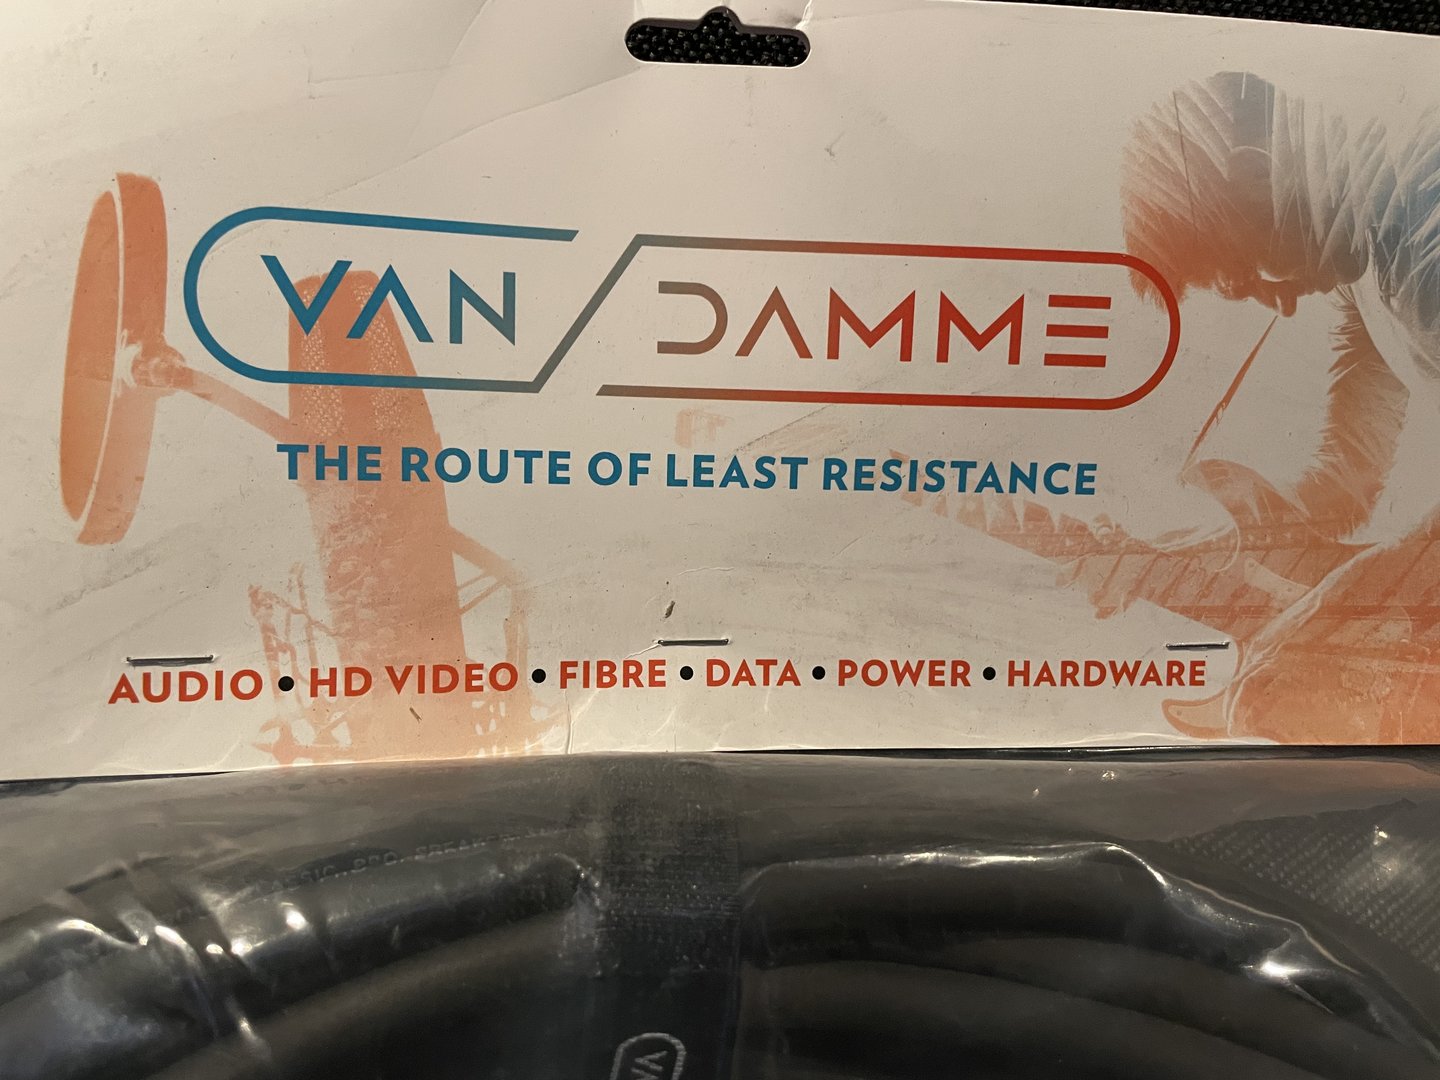 VAN DAMME
THE ROUTE OF LEAST RESISTANCE
AUDIO • HD VIDEO • FIBRE • DATA • POWER • HARDWARE